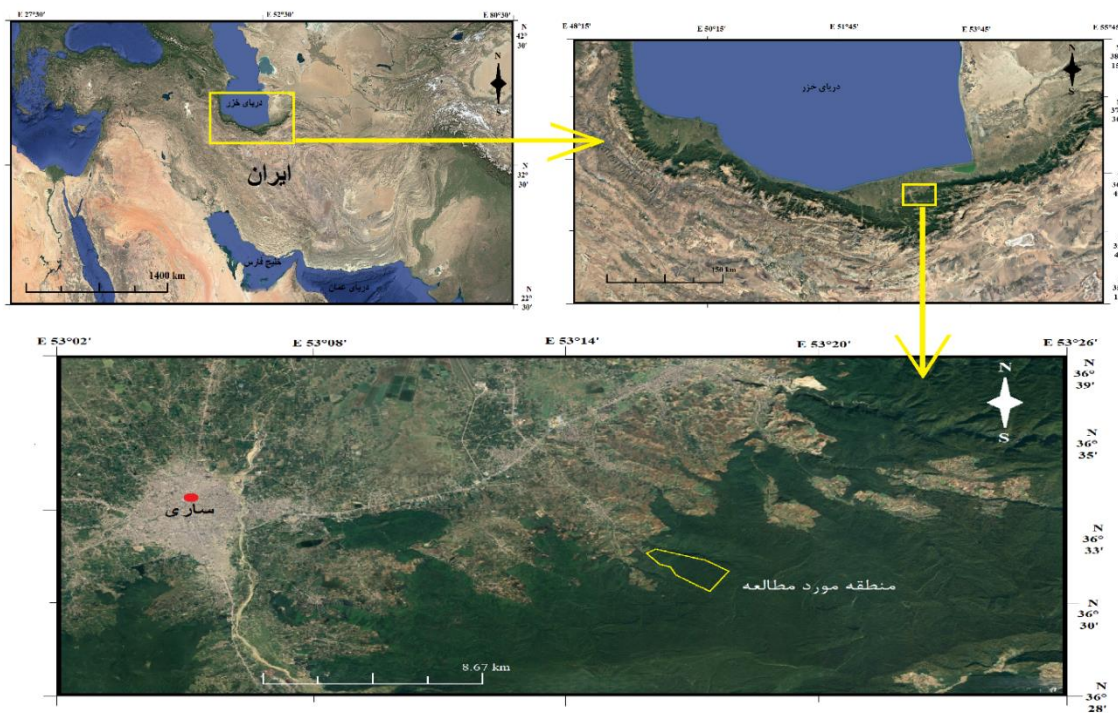 E 27°30'
E 52°30'
E 80°30'
N
42°
30'
N
S
دریای خزر
ایران
N
32°
30'
خلیج فارس
دریای عمان
1400 km
N
22°
30'
E 48°15'
E 50°15'
E 51°45'
E 53°45'
N
S
دریای خزر
150 km
E 53°02'
E 53°08'
E 53°14'
E 53°20'
E 53°26'
N
36°
39'
N
S
N
36°
35'
ساری
N
36°
33'
منطقه مورد مطالعه
N
36°
30'
8.67 km
N
36°
28'